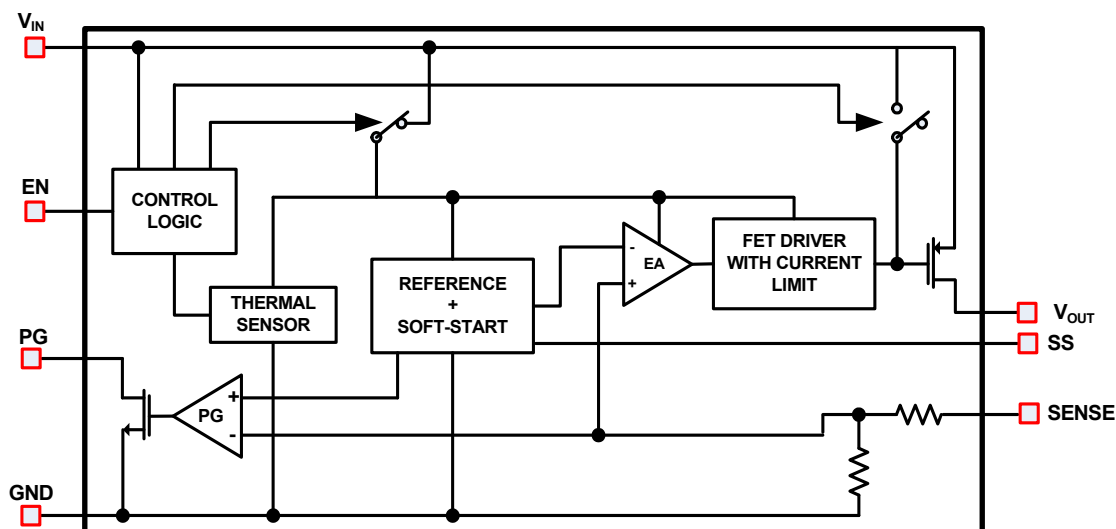 VIN
EN
CONTROL
LOGIC
THERMAL
SENSOR
REFERENCE
+
SOFT-START
-
EA
+
FET DRIVER
WITH CURRENT
LIMIT
VOUT
SS
PG
+
PG
-
SENSE
GND